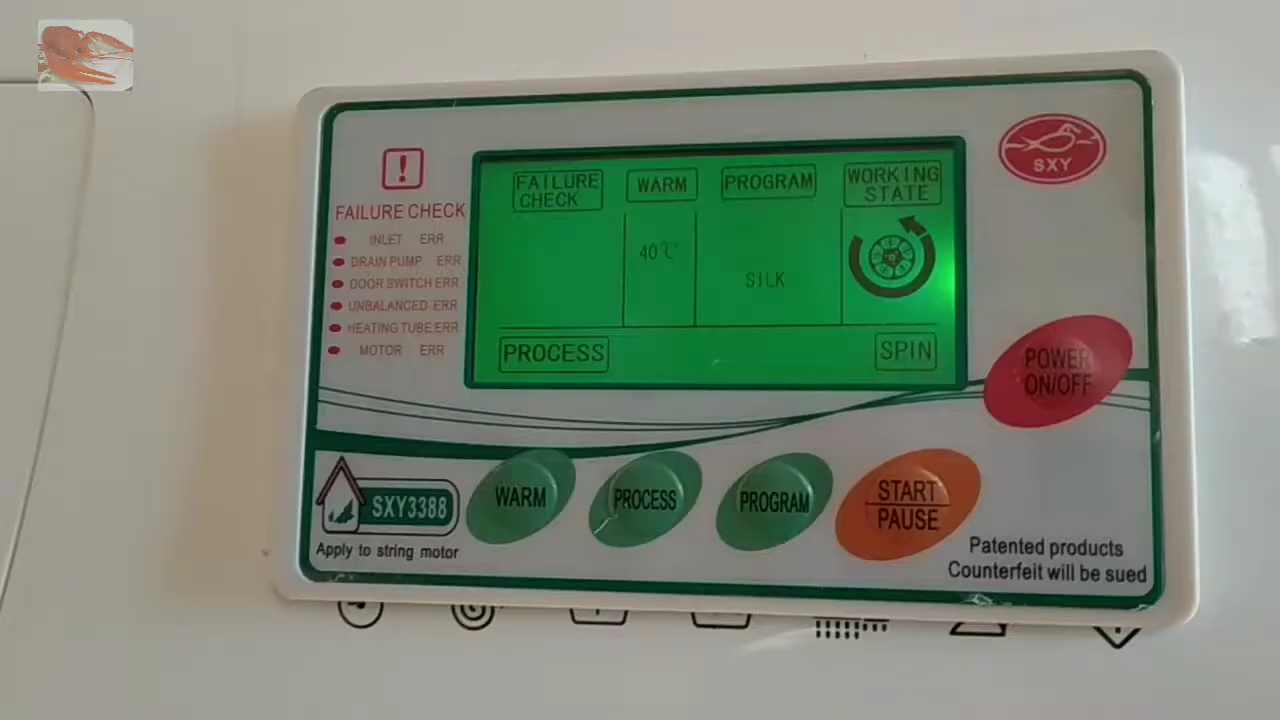 SXY
FAILURE CHECK
INLET ERR
DRAIN PUMP ERR
DOOR SWITCH ERR
UNBALANCED ERR
HEATING TUBE ERR
MOTOR ERR
FAILURE
CHECK
WARM
PROGRAM
WORKING
STATE
40℃
SILK
PROCESS
SPIN
POWER
ON/OFF
SXY3388
Apply to string motor
WARM
PROCESS
PROGRAM
START
PAUSE
Patented products
Counterfeit will be sued